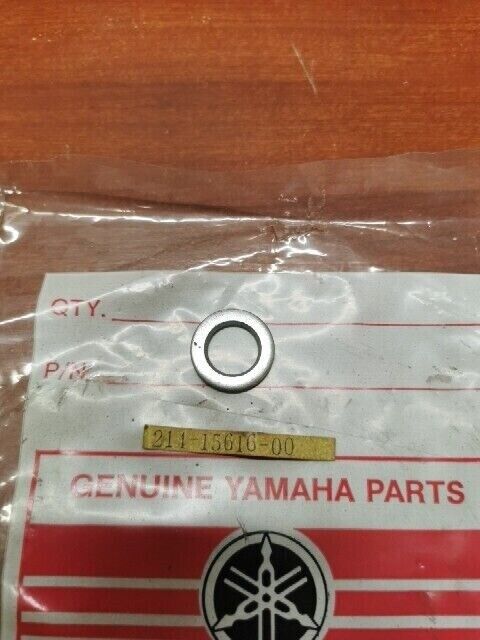 QTY.
P/N.
214-15616-00
GENUINE YAMAHA PARTS